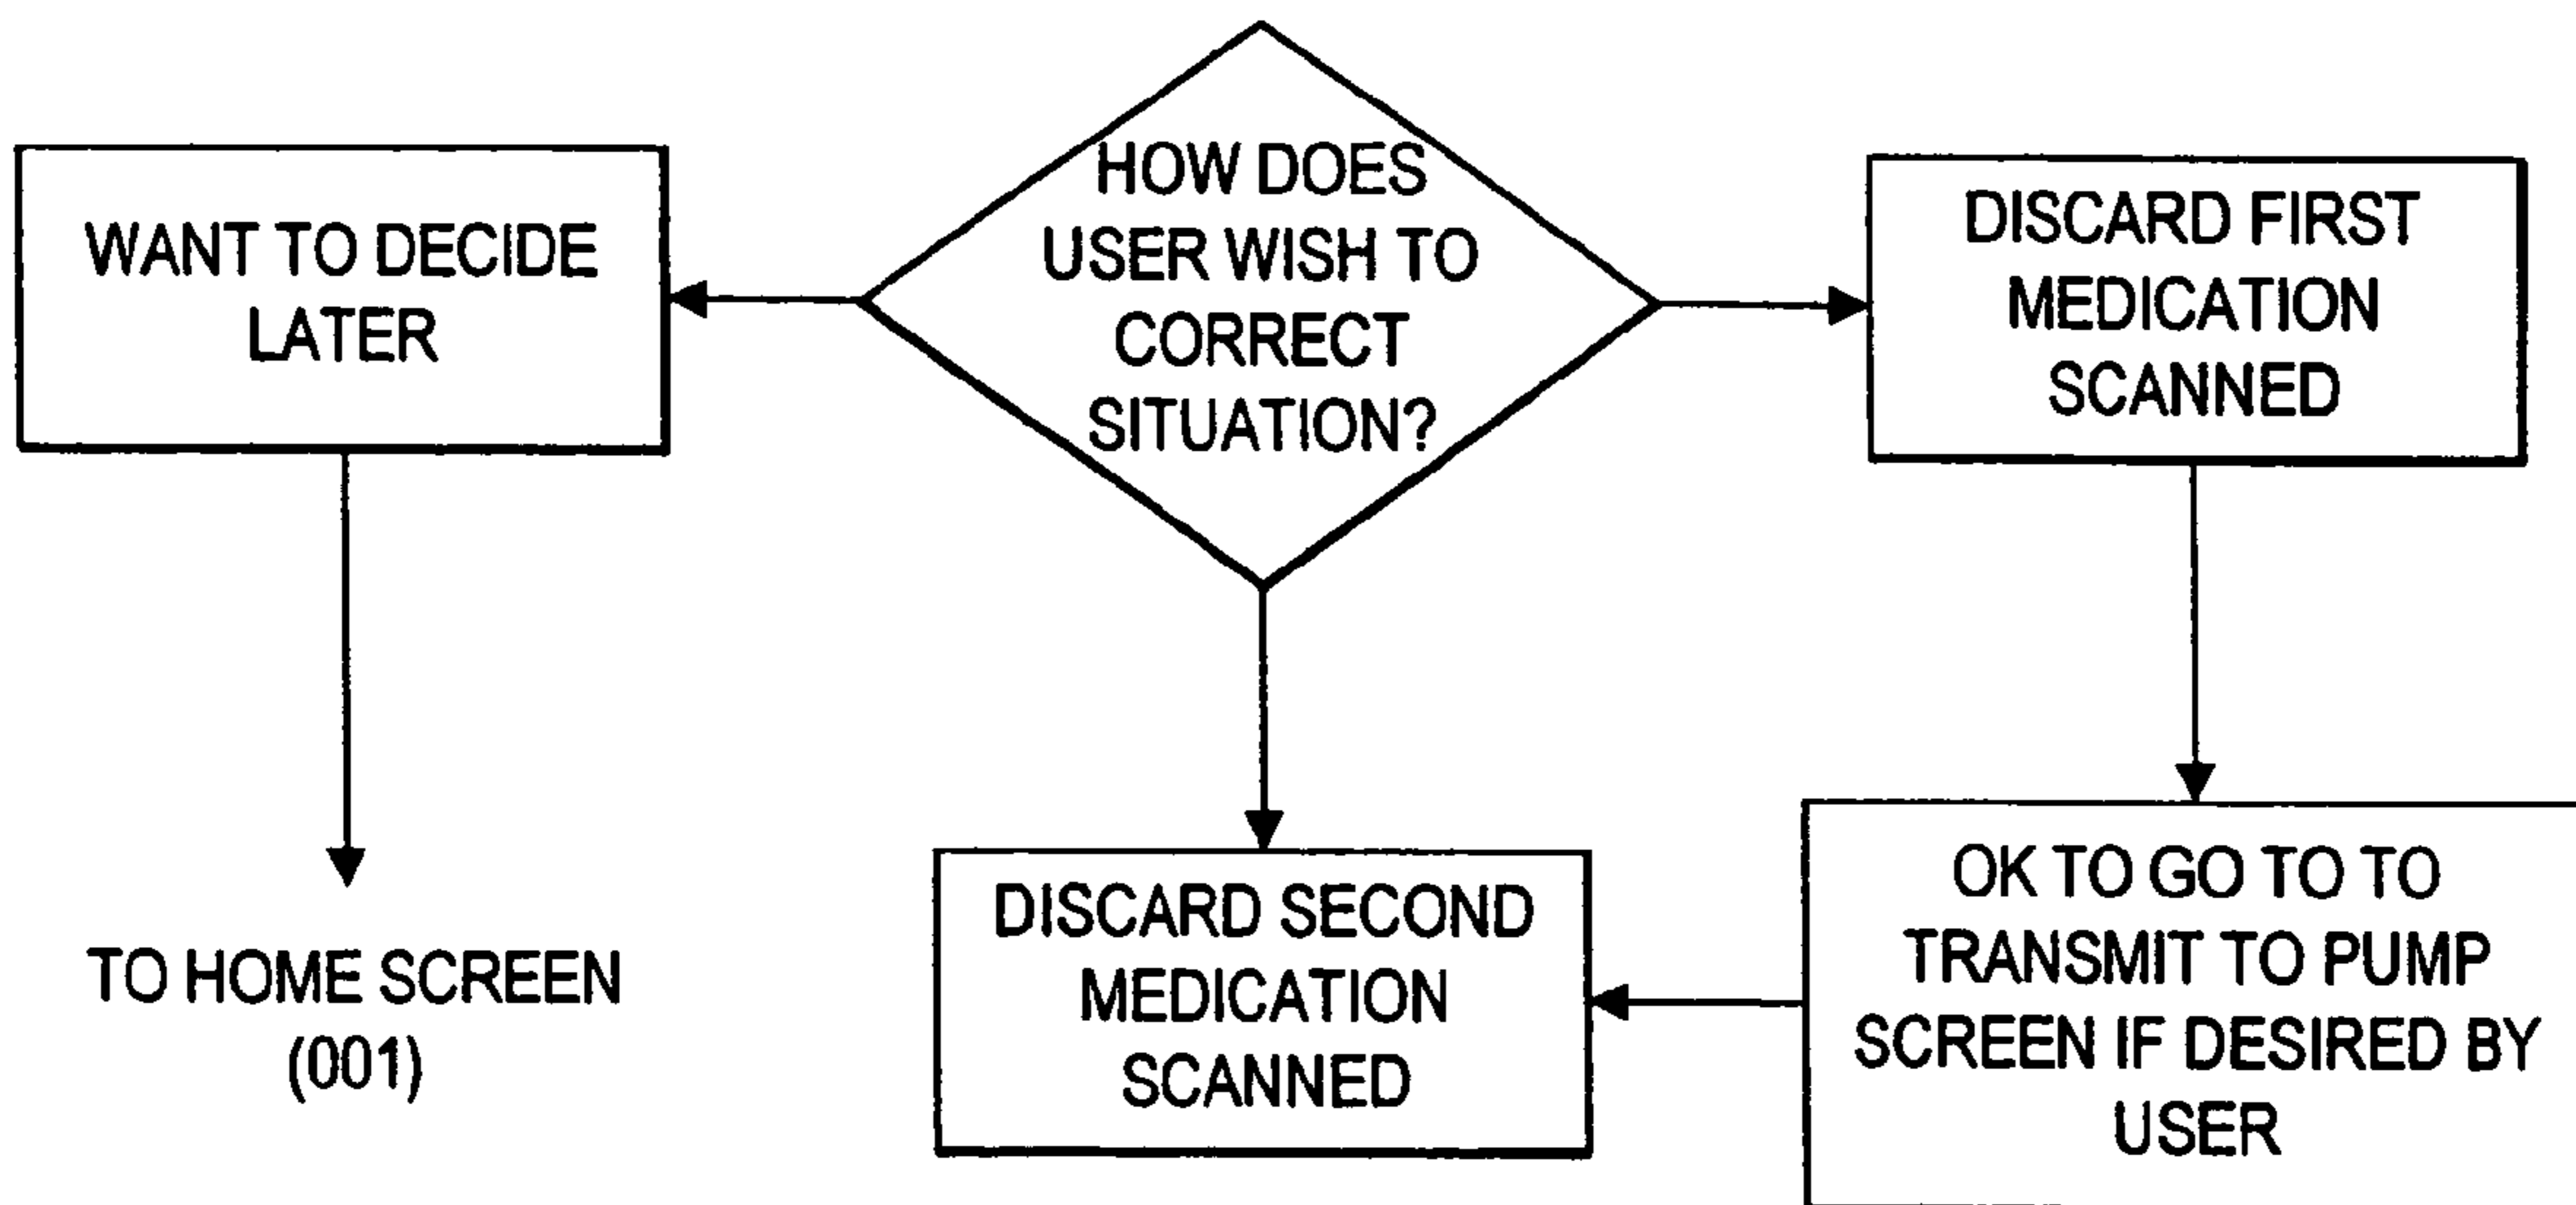 WANT TO DECIDE
LATER
HOW DOES
USER WISH TO
CORRECT
SITUATION?
DISCARD FIRST
MEDICATION
SCANNED
TO HOME SCREEN
(001)
DISCARD SECOND
MEDICATION
SCANNED
OK TO GO TO TO
TRANSMIT TO PUMP
SCREEN IF DESIRED BY
USER